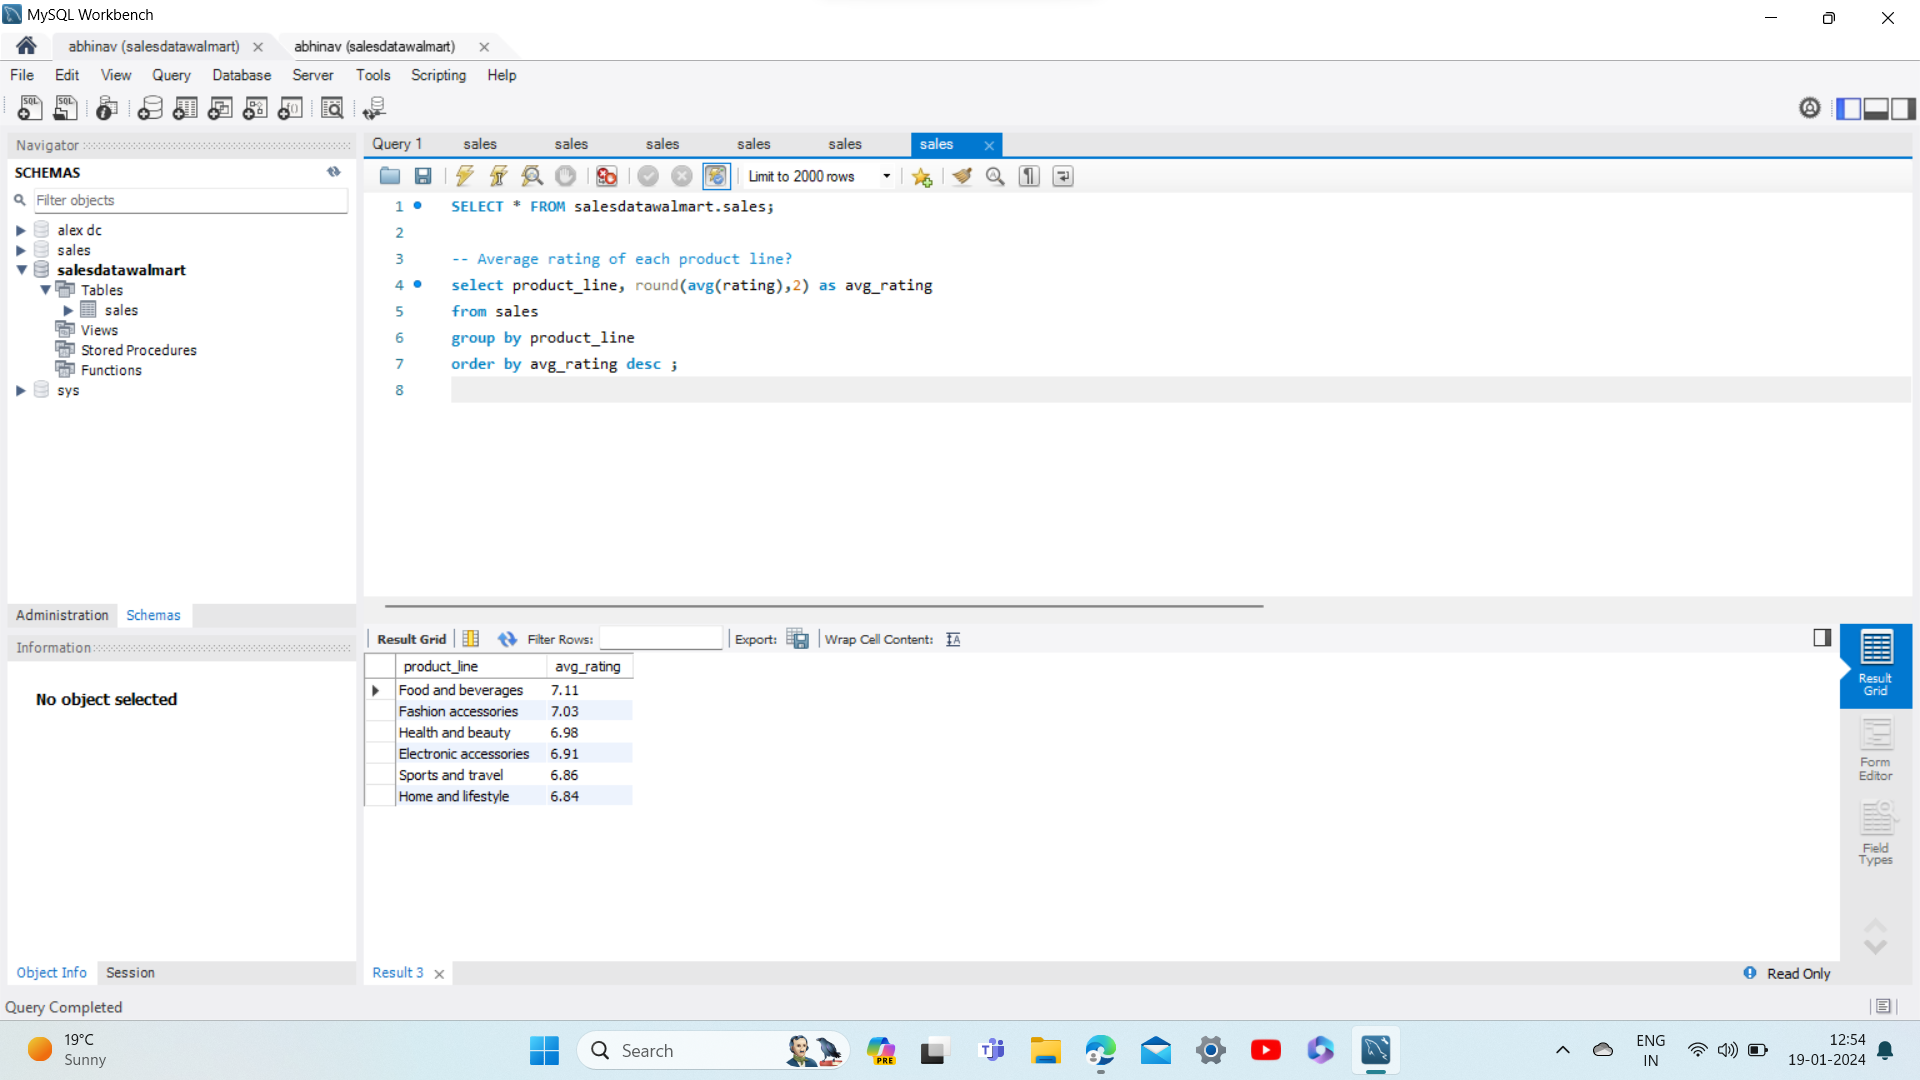 MySQL Workbench
abhinav (salesdatawalmart)
abhinav (salesdatawalmart)
File Edit View Query Database Server Tools Scripting Help
Navigator
SCHEMAS
Filter objects
alex dc
sales
salesdatawalmart
Tables
sales
Views
Stored Procedures
Functions
sys
Administration Schemas
Information
No object selected
Object Info Session
Query 1 sales sales sales sales sales sales
Limit to 2000 rows
1 SELECT * FROM salesdatawalmart.sales;
2
3 -- Average rating of each product line?
4 select product_line, round(avg(rating),2) as avg_rating
5 from sales
6 group by product_line
7 order by avg_rating desc ;
8
Result Grid Filter Rows: Export: Wrap Cell Content:
product_line avg_rating
Food and beverages 7.11
Fashion accessories 7.03
Health and beauty 6.98
Electronic accessories 6.91
Sports and travel 6.86
Home and lifestyle 6.84
Result
Grid
Form
Editor
Field
Types
Result 3
Read Only
Query Completed
19°C
Sunny
Search
PRE
ENG
IN
12:54
19-01-2024